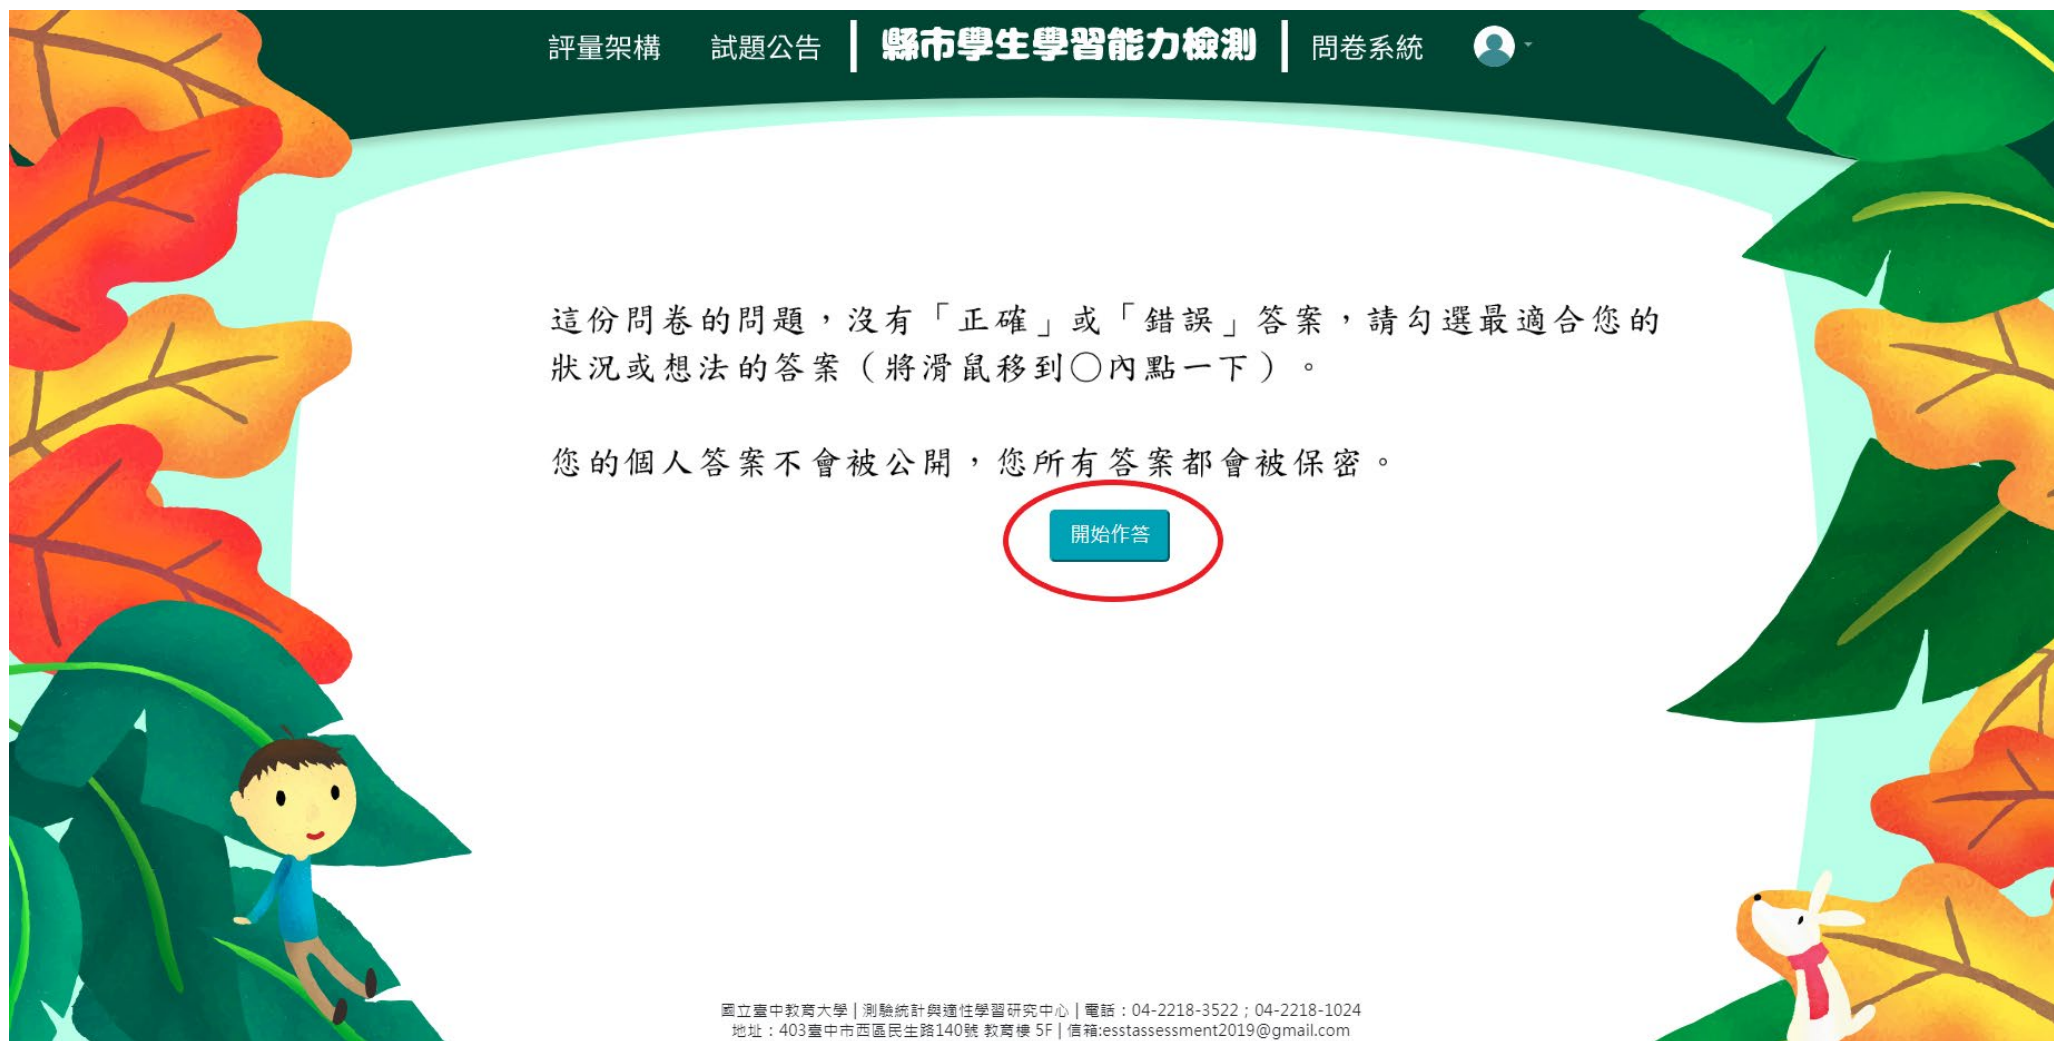 評量架構 試題公告 縣市學生學習能力檢測 問卷系統
這份問卷的問題，沒有「正確」或「錯誤」答案，請勾選最適合您的
狀況或想法的答案（將滑鼠移到○內點一下）。
您的個人答案不會被公開，您所有答案都會被保密。
開始作答
國立臺中教育大學 | 測驗統計與適性學習研究中心 | 電話：04-2218-3522；04-2218-1024
地址：403臺中市西區民生路140號 教育樓 5F | 信箱:esstassessment2019@gmail.com